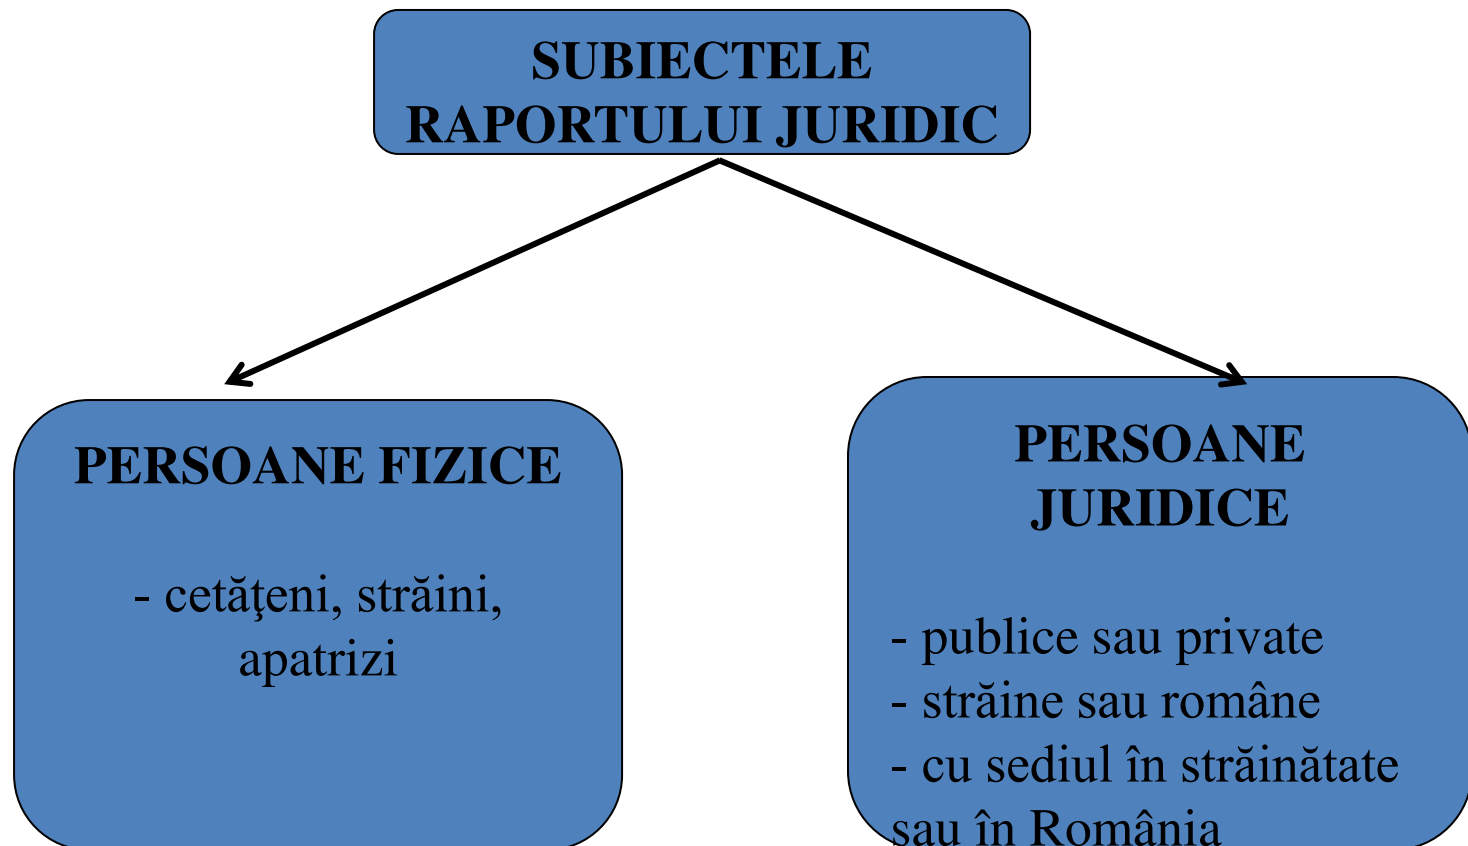 SUBIECTELE
RAPORTULUI JURIDIC
PERSOANE FIZICE
- cetăţeni, străini,
apatrizi
PERSOANE
JURIDICE
- publice sau private
- străine sau române
- cu sediul în străinătate
sau în România